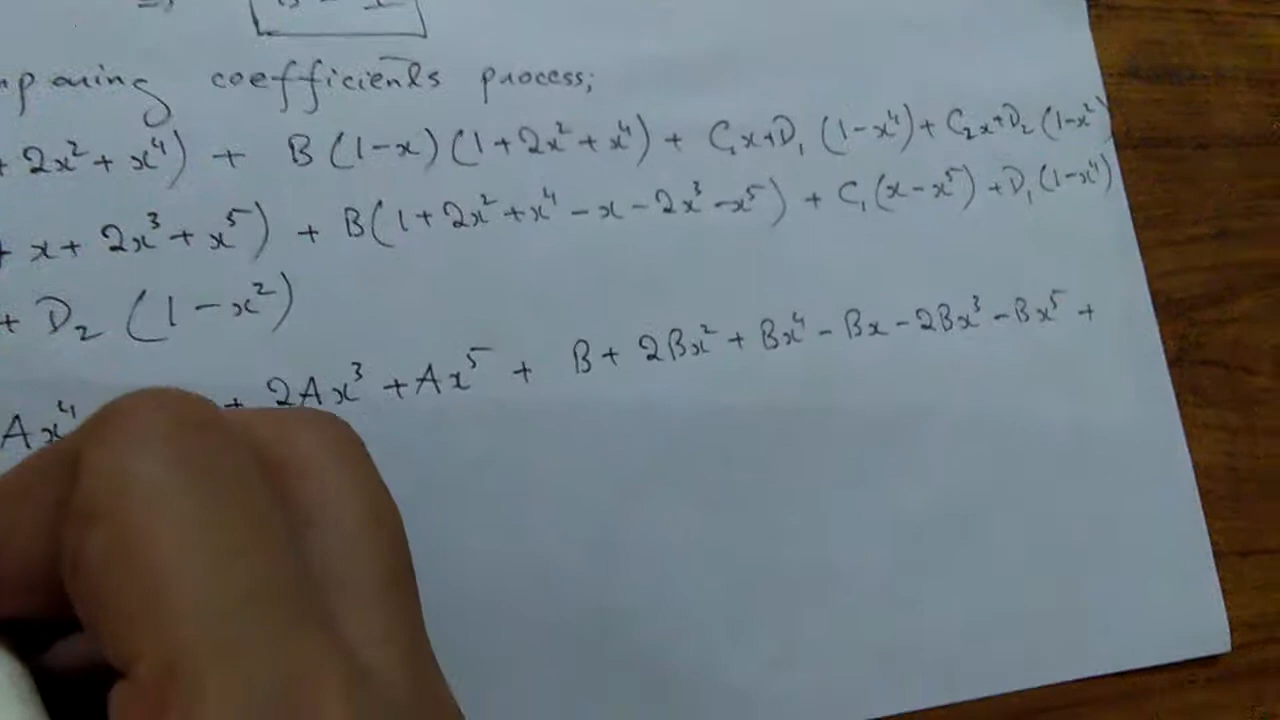 oming coefficients process;
+ 2x² + x⁴) + B(1-x)(1+2x²+x⁴) + C₁x+D₁(1-x⁴) + C₂x+D₂(1-x²)
+ x + 2x³ + x⁵) + B(1+2x²+x⁴-x-2x³-x⁵) + C₁(x-x⁵) + D₁(1-x⁴)
+ D₂(1-x²)
Ax⁴ + 2Ax³ + Ax⁵ + B + 2Bx² + Bx⁴ - Bx - 2Bx³ - Bx⁵ +